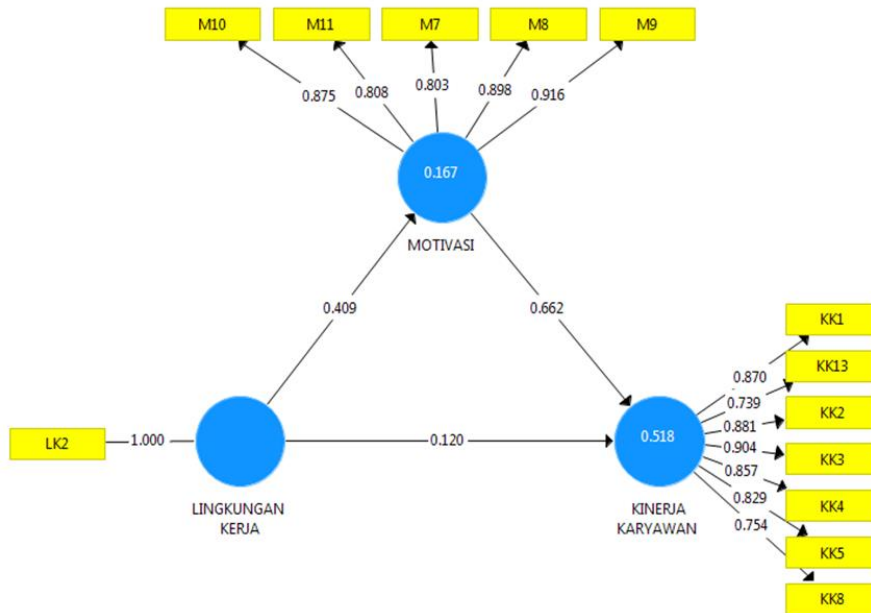 M10
M11
M7
M8
M9
0.875
0.808
0.803
0.898
0.916
0.167
MOTIVASI
0.409
0.662
LK2
1.000
LINGKUNGAN
KERJA
0.120
0.518
KINERJA
KARYAWAN
0.870
0.739
0.881
0.904
0.857
0.829
0.754
KK1
KK13
KK2
KK3
KK4
KK5
KK8